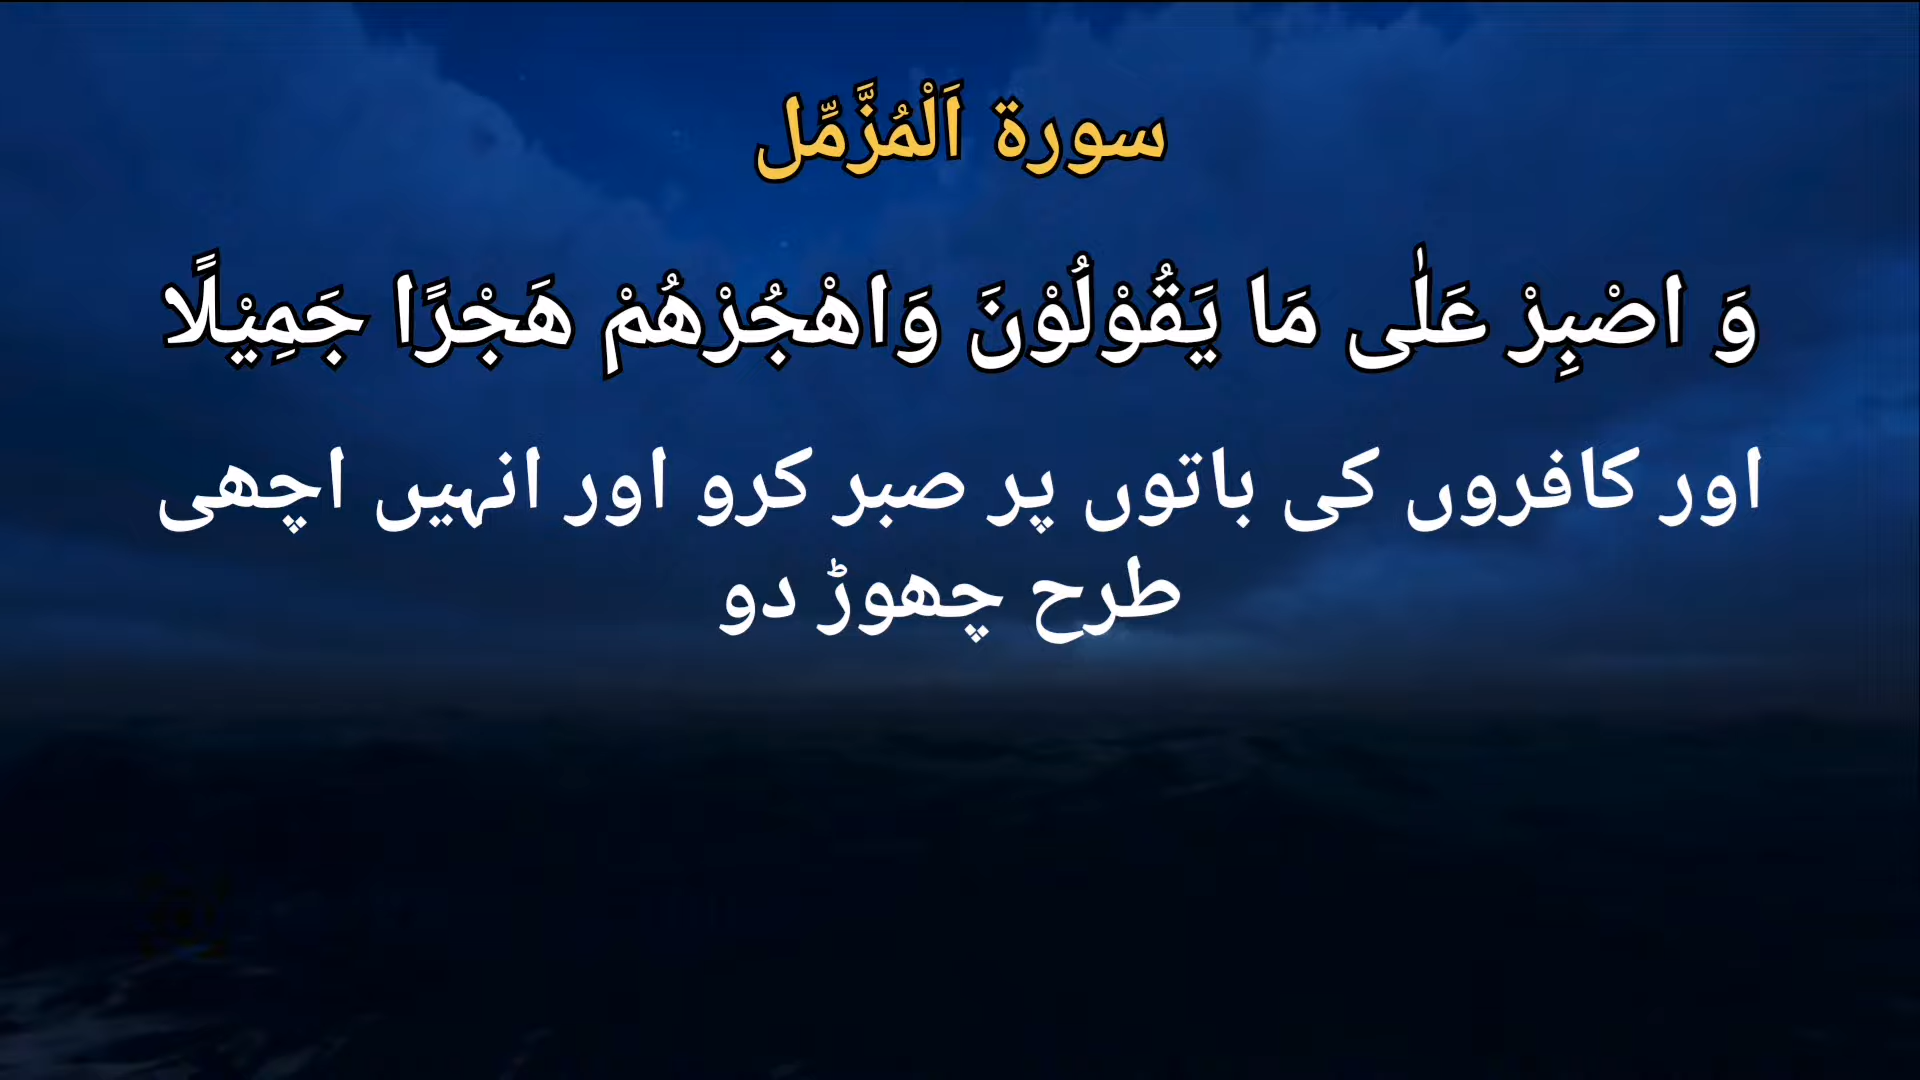 سورة اَلْمُزَّمِّل
وَ اصْبِرْ عَلٰى مَا يَقُوْلُوْنَ وَاهْجُرْهُمْ هَجْرًا جَمِيْلًا
اور کافروں کی باتوں پر صبر کرو اور انہیں اچھی
طرح چھوڑ دو